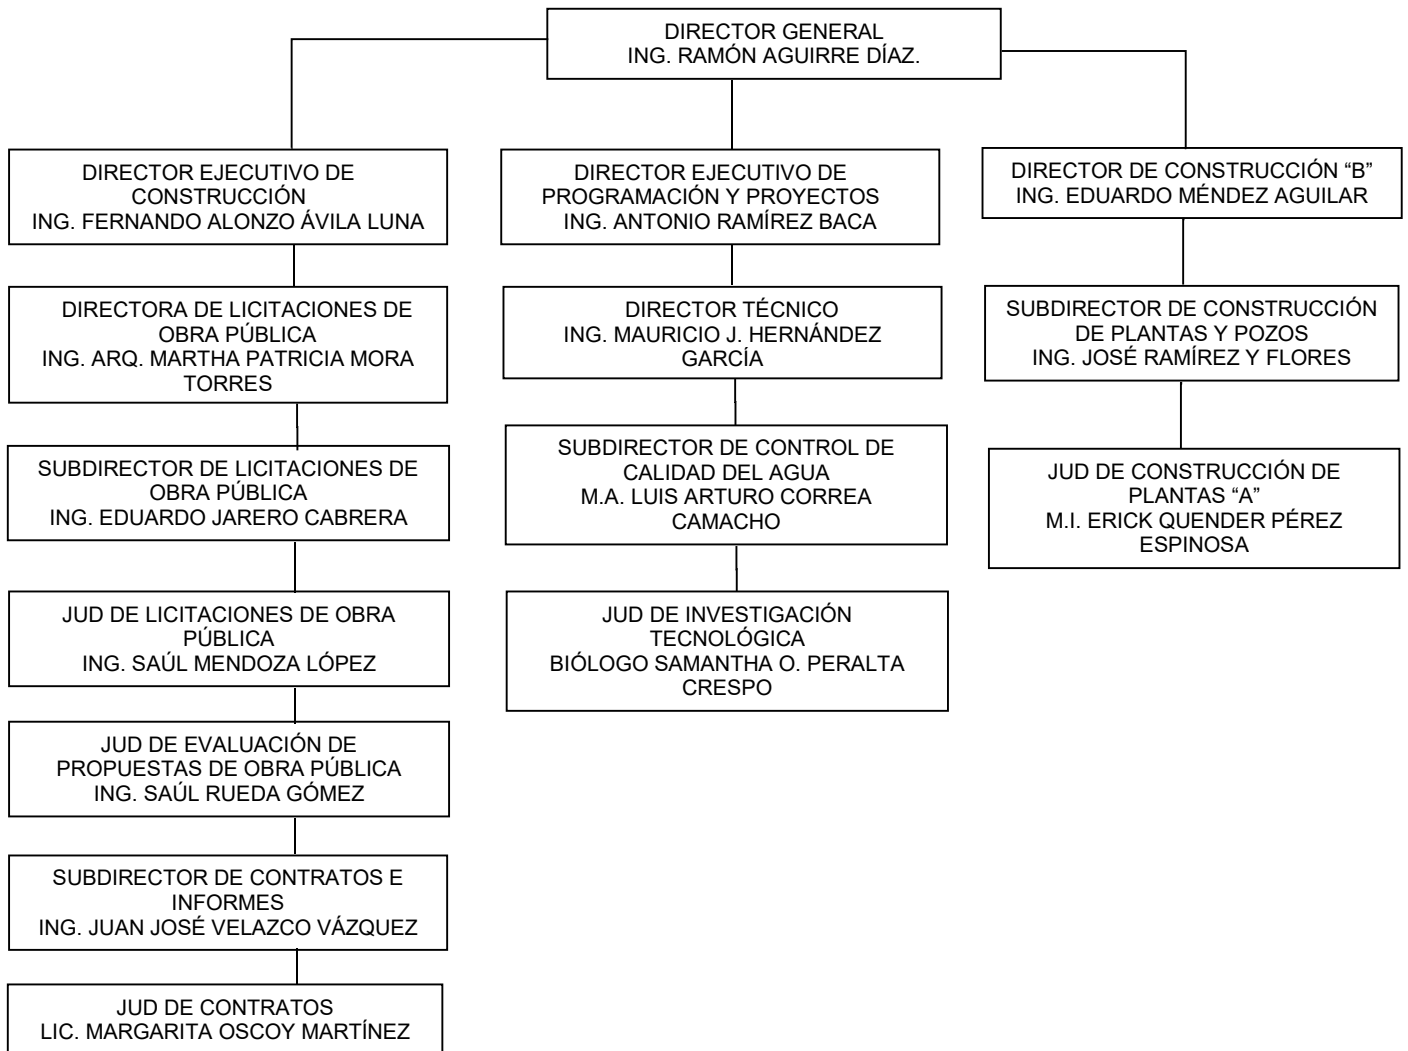 DIRECTOR GENERAL
ING. RAMÓN AGUIRRE DÍAZ.
DIRECTOR EJECUTIVO DE
CONSTRUCCIÓN
ING. FERNANDO ALONZO ÁVILA LUNA
DIRECTORA DE LICITACIONES DE
OBRA PÚBLICA
ING. ARQ. MARTHA PATRICIA MORA
TORRES
SUBDIRECTOR DE LICITACIONES DE
OBRA PÚBLICA
ING. EDUARDO JARERO CABRERA
JUD DE LICITACIONES DE OBRA
PÚBLICA
ING. SAÚL MENDOZA LÓPEZ
JUD DE EVALUACIÓN DE
PROPUESTAS DE OBRA PÚBLICA
ING. SAÚL RUEDA GÓMEZ
SUBDIRECTOR DE CONTRATOS E
INFORMES
ING. JUAN JOSÉ VELAZCO VÁZQUEZ
JUD DE CONTRATOS
LIC. MARGARITA OSCOY MARTÍNEZ
DIRECTOR EJECUTIVO DE
PROGRAMACIÓN Y PROYECTOS
ING. ANTONIO RAMÍREZ BACA
DIRECTOR TÉCNICO
ING. MAURICIO J. HERNÁNDEZ
GARCÍA
SUBDIRECTOR DE CONTROL DE
CALIDAD DEL AGUA
M.A. LUIS ARTURO CORREA
CAMACHO
JUD DE INVESTIGACIÓN
TECNOLÓGICA
BIÓLOGO SAMANTHA O. PERALTA
CRESPO
DIRECTOR DE CONSTRUCCIÓN “B”
ING. EDUARDO MÉNDEZ AGUILAR
SUBDIRECTOR DE CONSTRUCCIÓN
DE PLANTAS Y POZOS
ING. JOSÉ RAMÍREZ Y FLORES
JUD DE CONSTRUCCIÓN DE
PLANTAS “A”
M.I. ERICK QUENDER PÉREZ
ESPINOSA